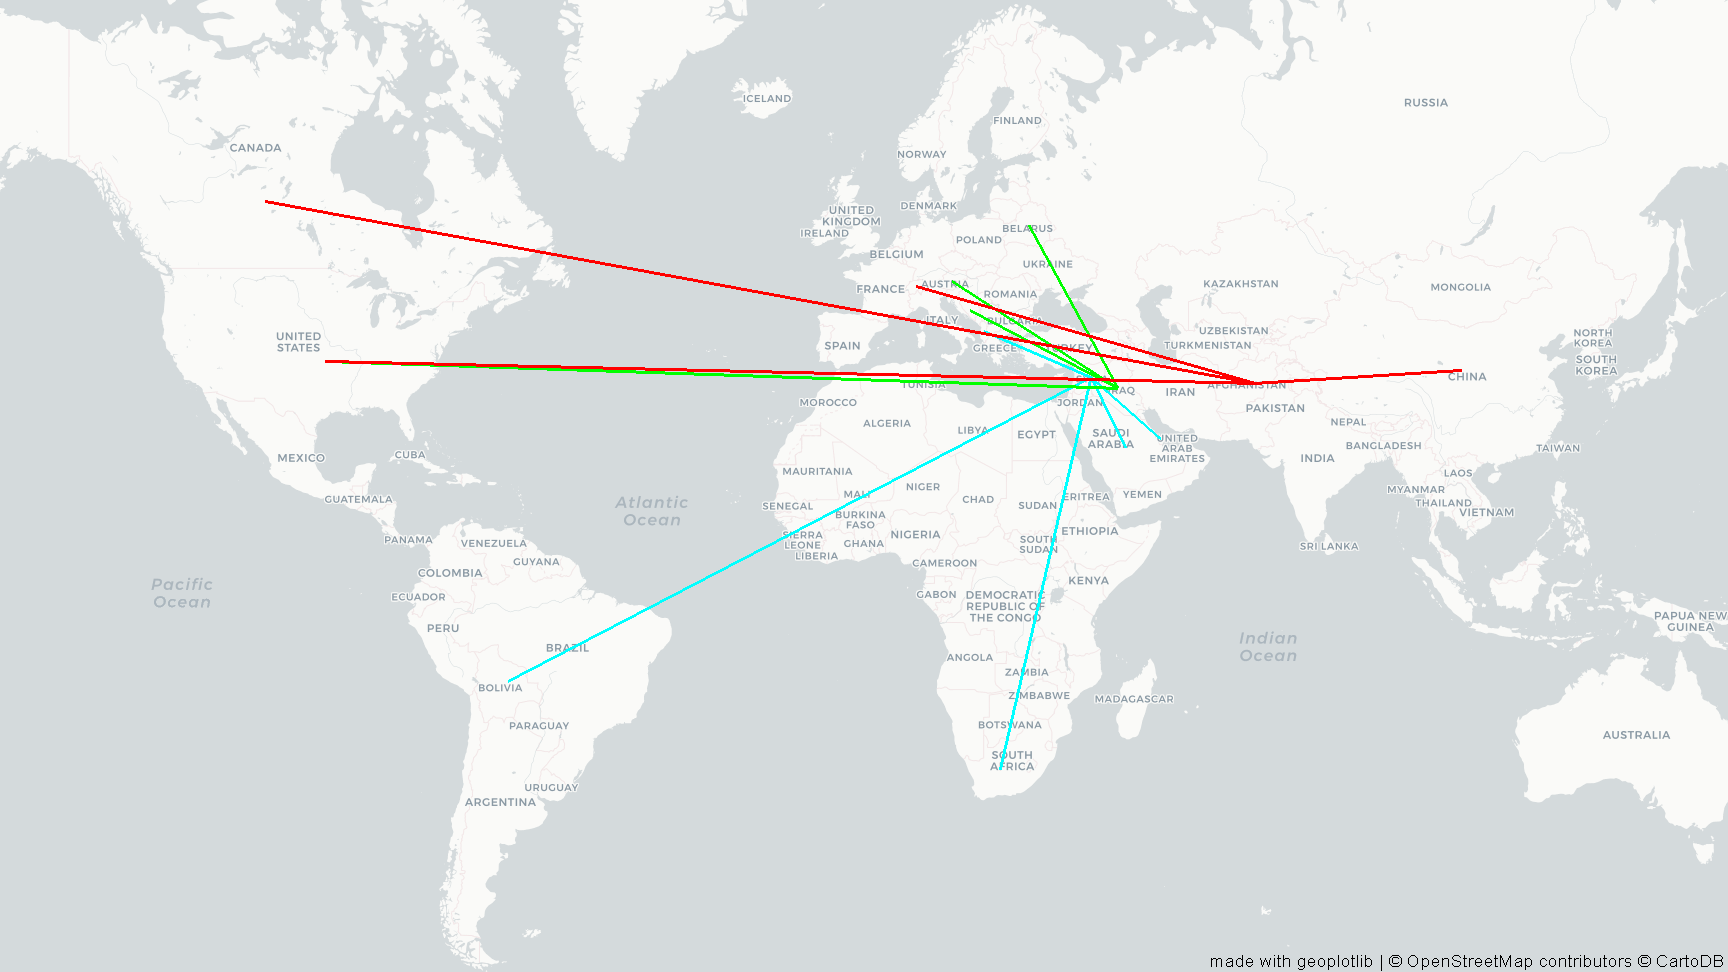 ICELAND
RUSSIA
FINLAND
CANADA
NORWAY
DENMARK
UNITED
KINGDOM
IRELAND
BELARUS
POLAND
BELGIUM
UKRAINE
KAZAKHSTAN
MONGOLIA
FRANCE
AUSTRIA
ROMANIA
ITALY
BULGARIA
UZBEKISTAN
NORTH
KOREA
UNITED
STATES
SPAIN
GREECE
TURKEY
TURKMENISTAN
SOUTH
KOREA
CHINA
TUNISIA
AFGHANISTAN
IRAQ
IRAN
MOROCCO
JORDAN
PAKISTAN
ALGERIA
LIBYA
EGYPT
SAUDI
ARABIA
UNITED
ARAB
EMIRATES
NEPAL
BANGLADESH
TAIWAN
INDIA
MEXICO
CUBA
MAURITANIA
LAOS
GUATEMALA
MALI
NIGER
CHAD
SUDAN
ERITREA
YEMEN
MYANMAR
THAILAND
VIETNAM
Atlantic
Ocean
SENEGAL
BURKINA
FASO
SIERRA
LEONE
LIBERIA
GHANA
NIGERIA
SOUTH
SUDAN
ETHIOPIA
SRI LANKA
PANAMA
VENEZUELA
GUYANA
COLOMBIA
ECUADOR
CAMEROON
GABON
DEMOCRATIC
REPUBLIC OF
THE CONGO
KENYA
Pacific
Ocean
PERU
BRAZIL
BOLIVIA
Indian
Ocean
PAPUA NEW
GUINEA
ANGOLA
ZAMBIA
ZIMBABWE
MADAGASCAR
BOTSWANA
PARAGUAY
SOUTH
AFRICA
AUSTRALIA
URUGUAY
ARGENTINA
made with geoplotlib | © OpenStreetMap contributors © CartoDB